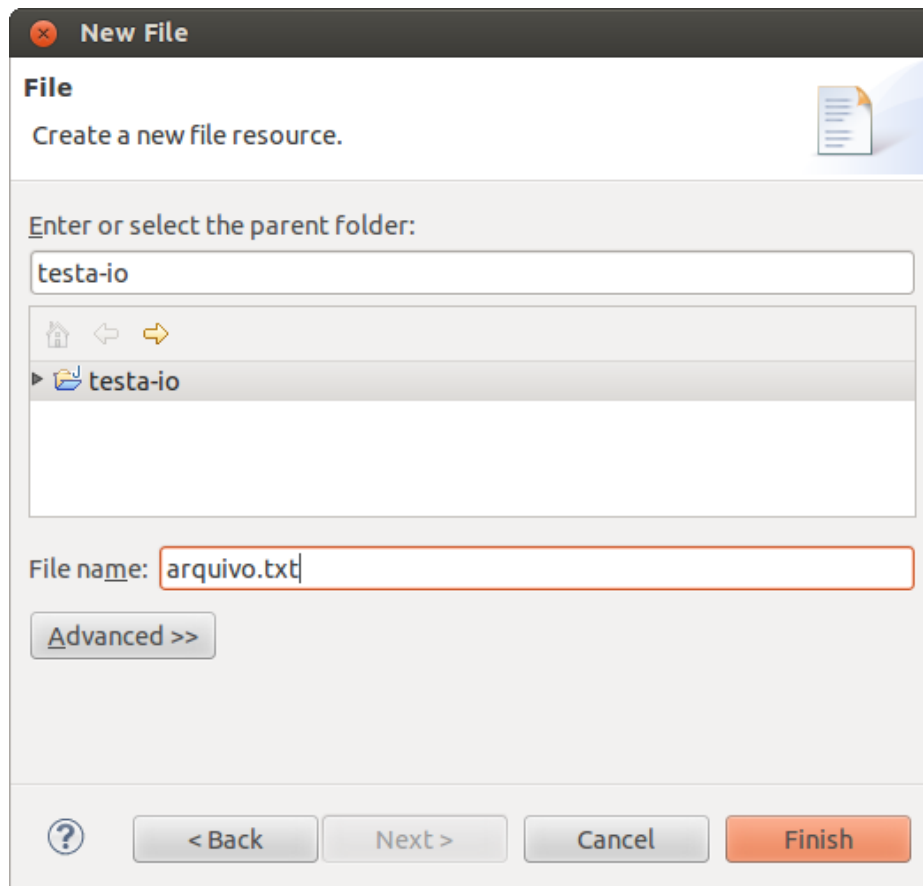 New File
File
Create a new file resource.
Enter or select the parent folder:
testa-io
testa-io
File name: arquivo.txt
Advanced >>
< Back Next > Cancel Finish